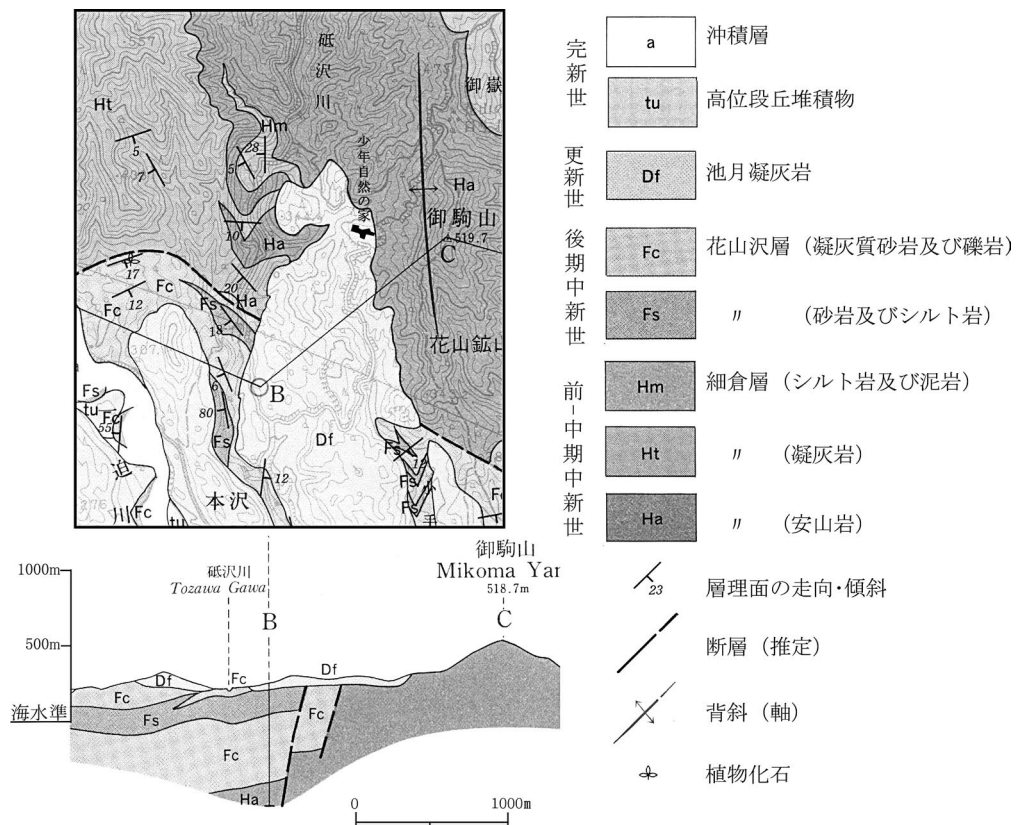 砥沢川
御嶽
Ht
Hm
28
5
5
7
少年自然の家
Ha
御駒山
519.7
C
10
Ha
17
12
Fc
Fc
20
Ha
Fs
18
花山鉱山
B
6
80
Fs
tu
Fc
55
Fs
Df
12
迫
川
Fc
tu
本沢
Fs
Fs
Fs
小
手
御駒山
Mikoma Yar
518.7m
C
1000m
500m
海水準
砥沢川
Tozawa Gawa
B
Df
Fc
Df
Fc
Fs
Fc
Fc
Ha
0
1000m
完新世
a 沖積層
tu 高位段丘堆積物
更新世
Df 池月凝灰岩
後期中新世
Fc 花山沢層(凝灰質砂岩及び礫岩)
Fs 〃 (砂岩及びシルト岩)
前-中期中新世
Hm 細倉層(シルト岩及び泥岩)
Ht 〃 (凝灰岩)
Ha 〃 (安山岩)
23 層理面の走向・傾斜
断層(推定)
背斜(軸)
植物化石